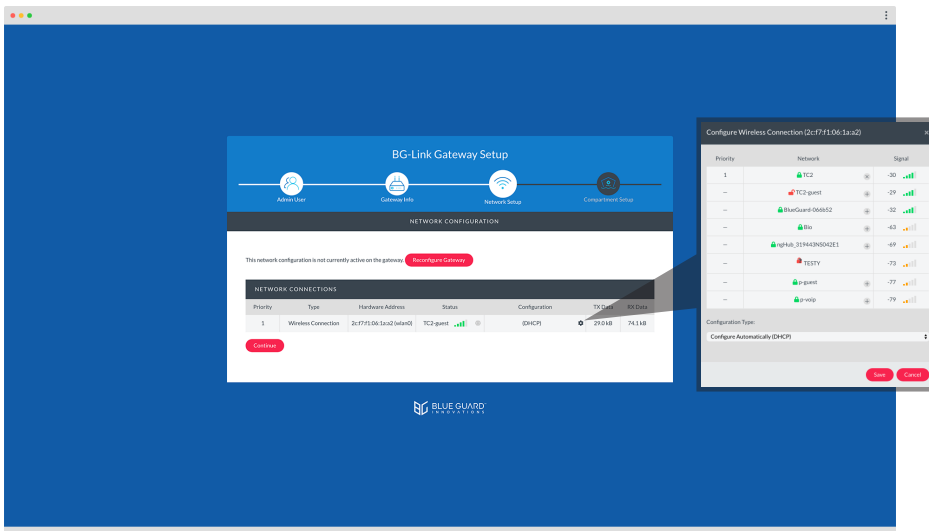 BG-Link Gateway Setup
Admin User
Gateway Info
Network Setup
Compartment Setup
NETWORK CONFIGURATION
This network configuration is not currently active on the gateway. Reconfigure Gateway
NETWORK CONNECTIONS
Priority Type Hardware Address Status Configuration TX Data RX Data
1 Wireless Connection 2c:f7:f1:06:1a:a2 (wlan0) TC2-guest (DHCP) 29.0 kB 74.1 kB
Continue
BLUE GUARD
INNOVATIONS
Configure Wireless Connection (2c:f7:f1:06:1a:a2) ×
Priority Network Signal
1 TC2 -30
-- TC2-guest -29
-- BlueGuard-066b52 -32
-- Bio -63
-- ngHub_319443NS042E1 -69
-- TESTY -73
-- p-guest -77
-- p-voip -79
Configuration Type:
Configure Automatically (DHCP)
Save Cancel